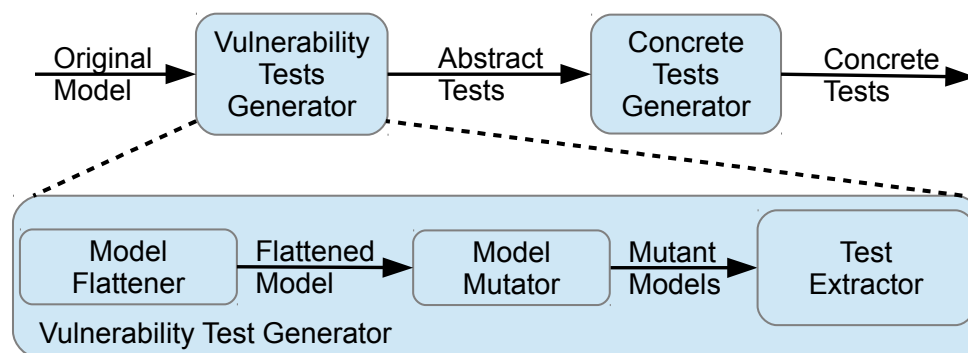 Original
Model
Vulnerability
Tests
Generator
Abstract
Tests
Concrete
Tests
Generator
Concrete
Tests
Model
Flattener
Flattened
Model
Model
Mutator
Mutant
Models
Test
Extractor
Vulnerability Test Generator